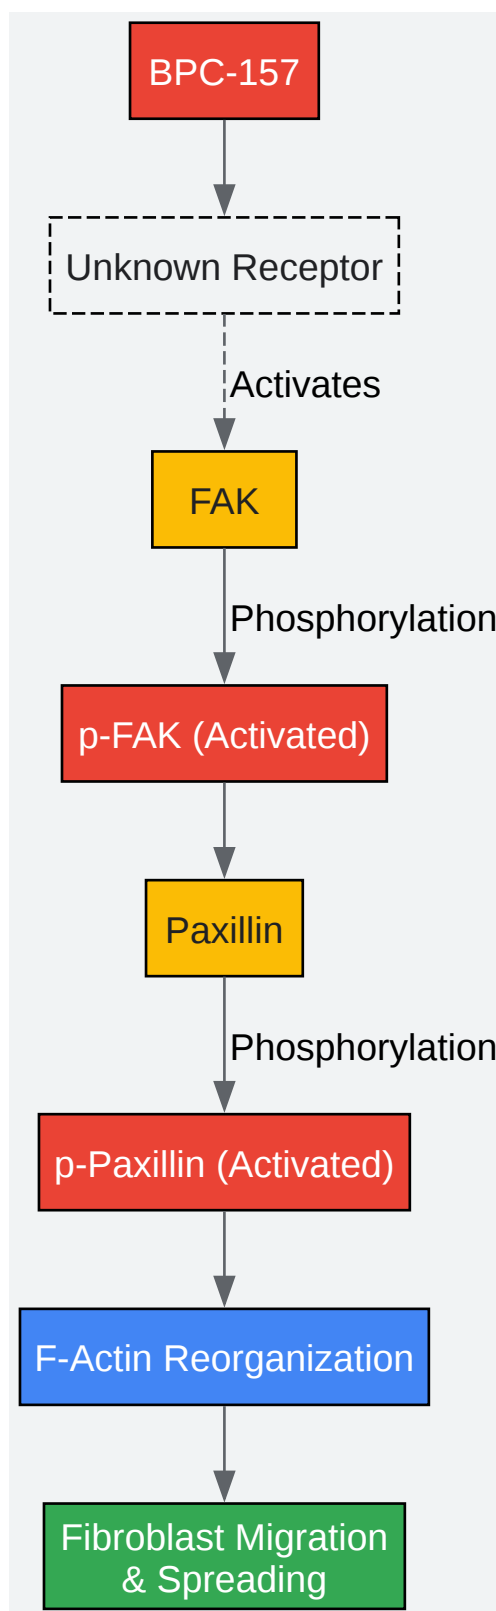 BPC-157
Unknown Receptor
Activates
FAK
Phosphorylation
p-FAK (Activated)
Paxillin
Phosphorylation
p-Paxillin (Activated)
F-Actin Reorganization
Fibroblast Migration
& Spreading